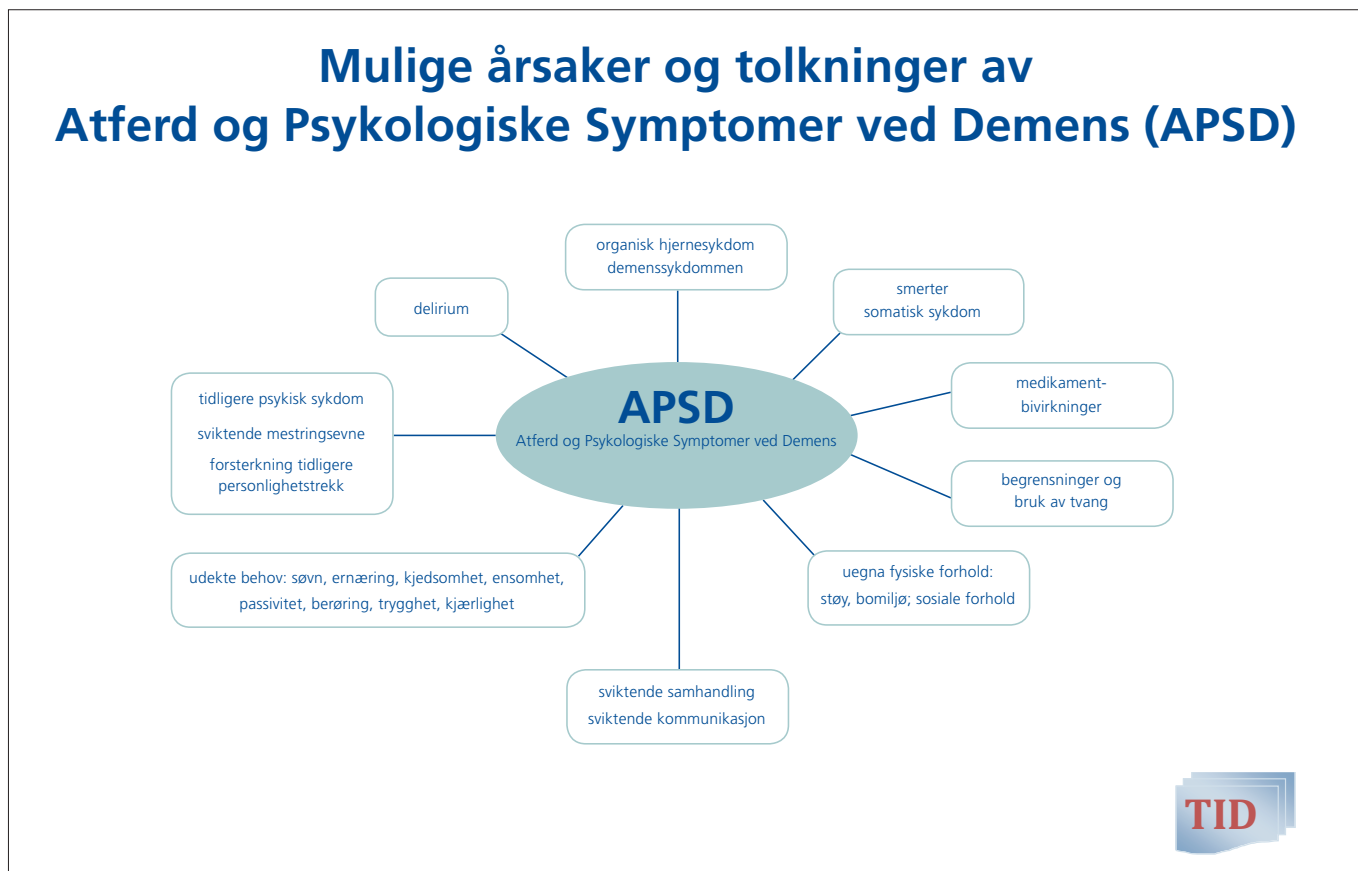 Mulige årsaker og tolkninger av
Atferd og Psykologiske Symptomer ved Demens (APSD)
organisk hjernesykdom
demenssykdommen
delirium
smerter
somatisk sykdom
tidligere psykisk sykdom
sviktende mestringsevne
forsterkning tidligere
personlighetstrekk
APSD
Atferd og Psykologiske Symptomer ved Demens
medikament-
bivirkninger
begrensninger og
bruk av tvang
udekte behov: søvn, ernæring, kjedsomhet, ensomhet,
passivitet, berøring, trygghet, kjærlighet
uegna fysiske forhold:
støy, bomiljø; sosiale forhold
sviktende samhandling
sviktende kommunikasjon
TID